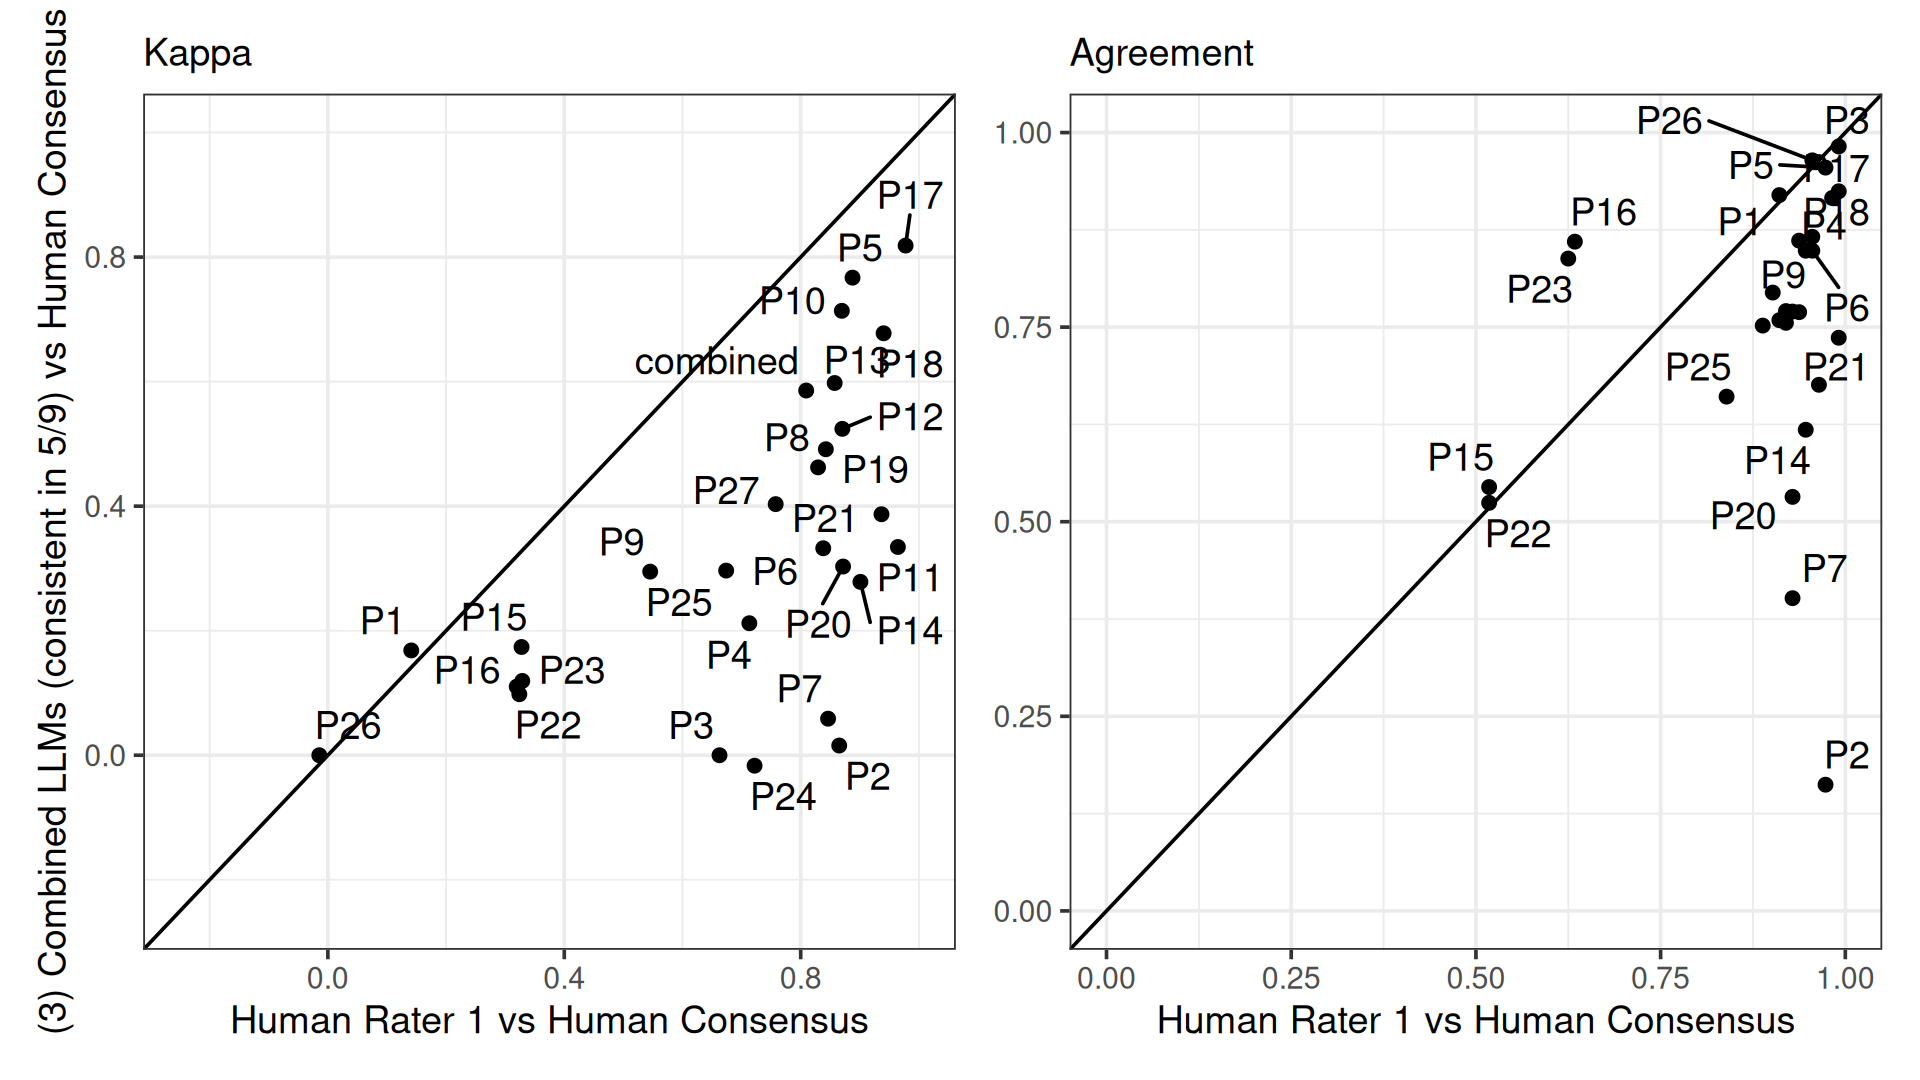 (3) Combined LLMs (consistent in 5/9) vs Human Consensus
Kappa
0.8
0.4
0.0
P17
P5
P10
combined
P13
P18
P12
P8
P19
P27
P21
P9
P6
P11
P25
P20
P14
P1
P15
P4
P16
P23
P7
P22
P26
P3
P2
P24
0.0
0.4
0.8
Human Rater 1 vs Human Consensus
Agreement
1.00
0.75
0.50
0.25
0.00
P26
P3
P5
P17
P16
P1
P18
P4
P23
P9
P6
P25
P21
P15
P14
P22
P20
P7
P2
0.00
0.25
0.50
0.75
1.00
Human Rater 1 vs Human Consensus